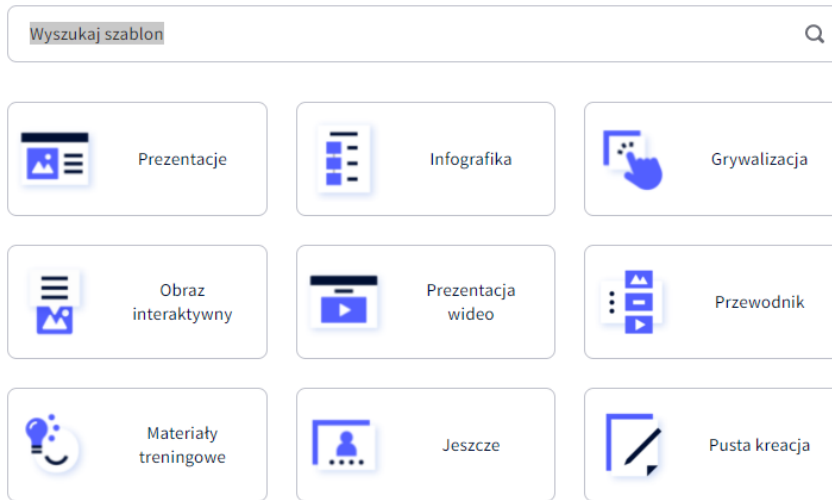 Wyszukaj szablon
Prezentacje
Infografika
Grywalizacja
Obraz
interaktywny
Prezentacja
wideo
Przewodnik
Materiały
treningowe
Jeszcze
Pusta kreacja